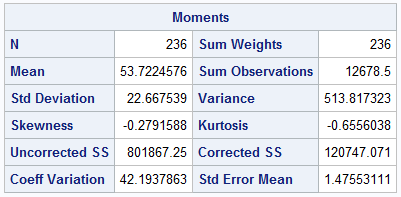 Moments
N 236 Sum Weights 236
Mean 53.7224576 Sum Observations 12678.5
Std Deviation 22.667539 Variance 513.817323
Skewness -0.2791588 Kurtosis -0.6556038
Uncorrected SS 801867.25 Corrected SS 120747.071
Coeff Variation 42.1937863 Std Error Mean 1.47553111